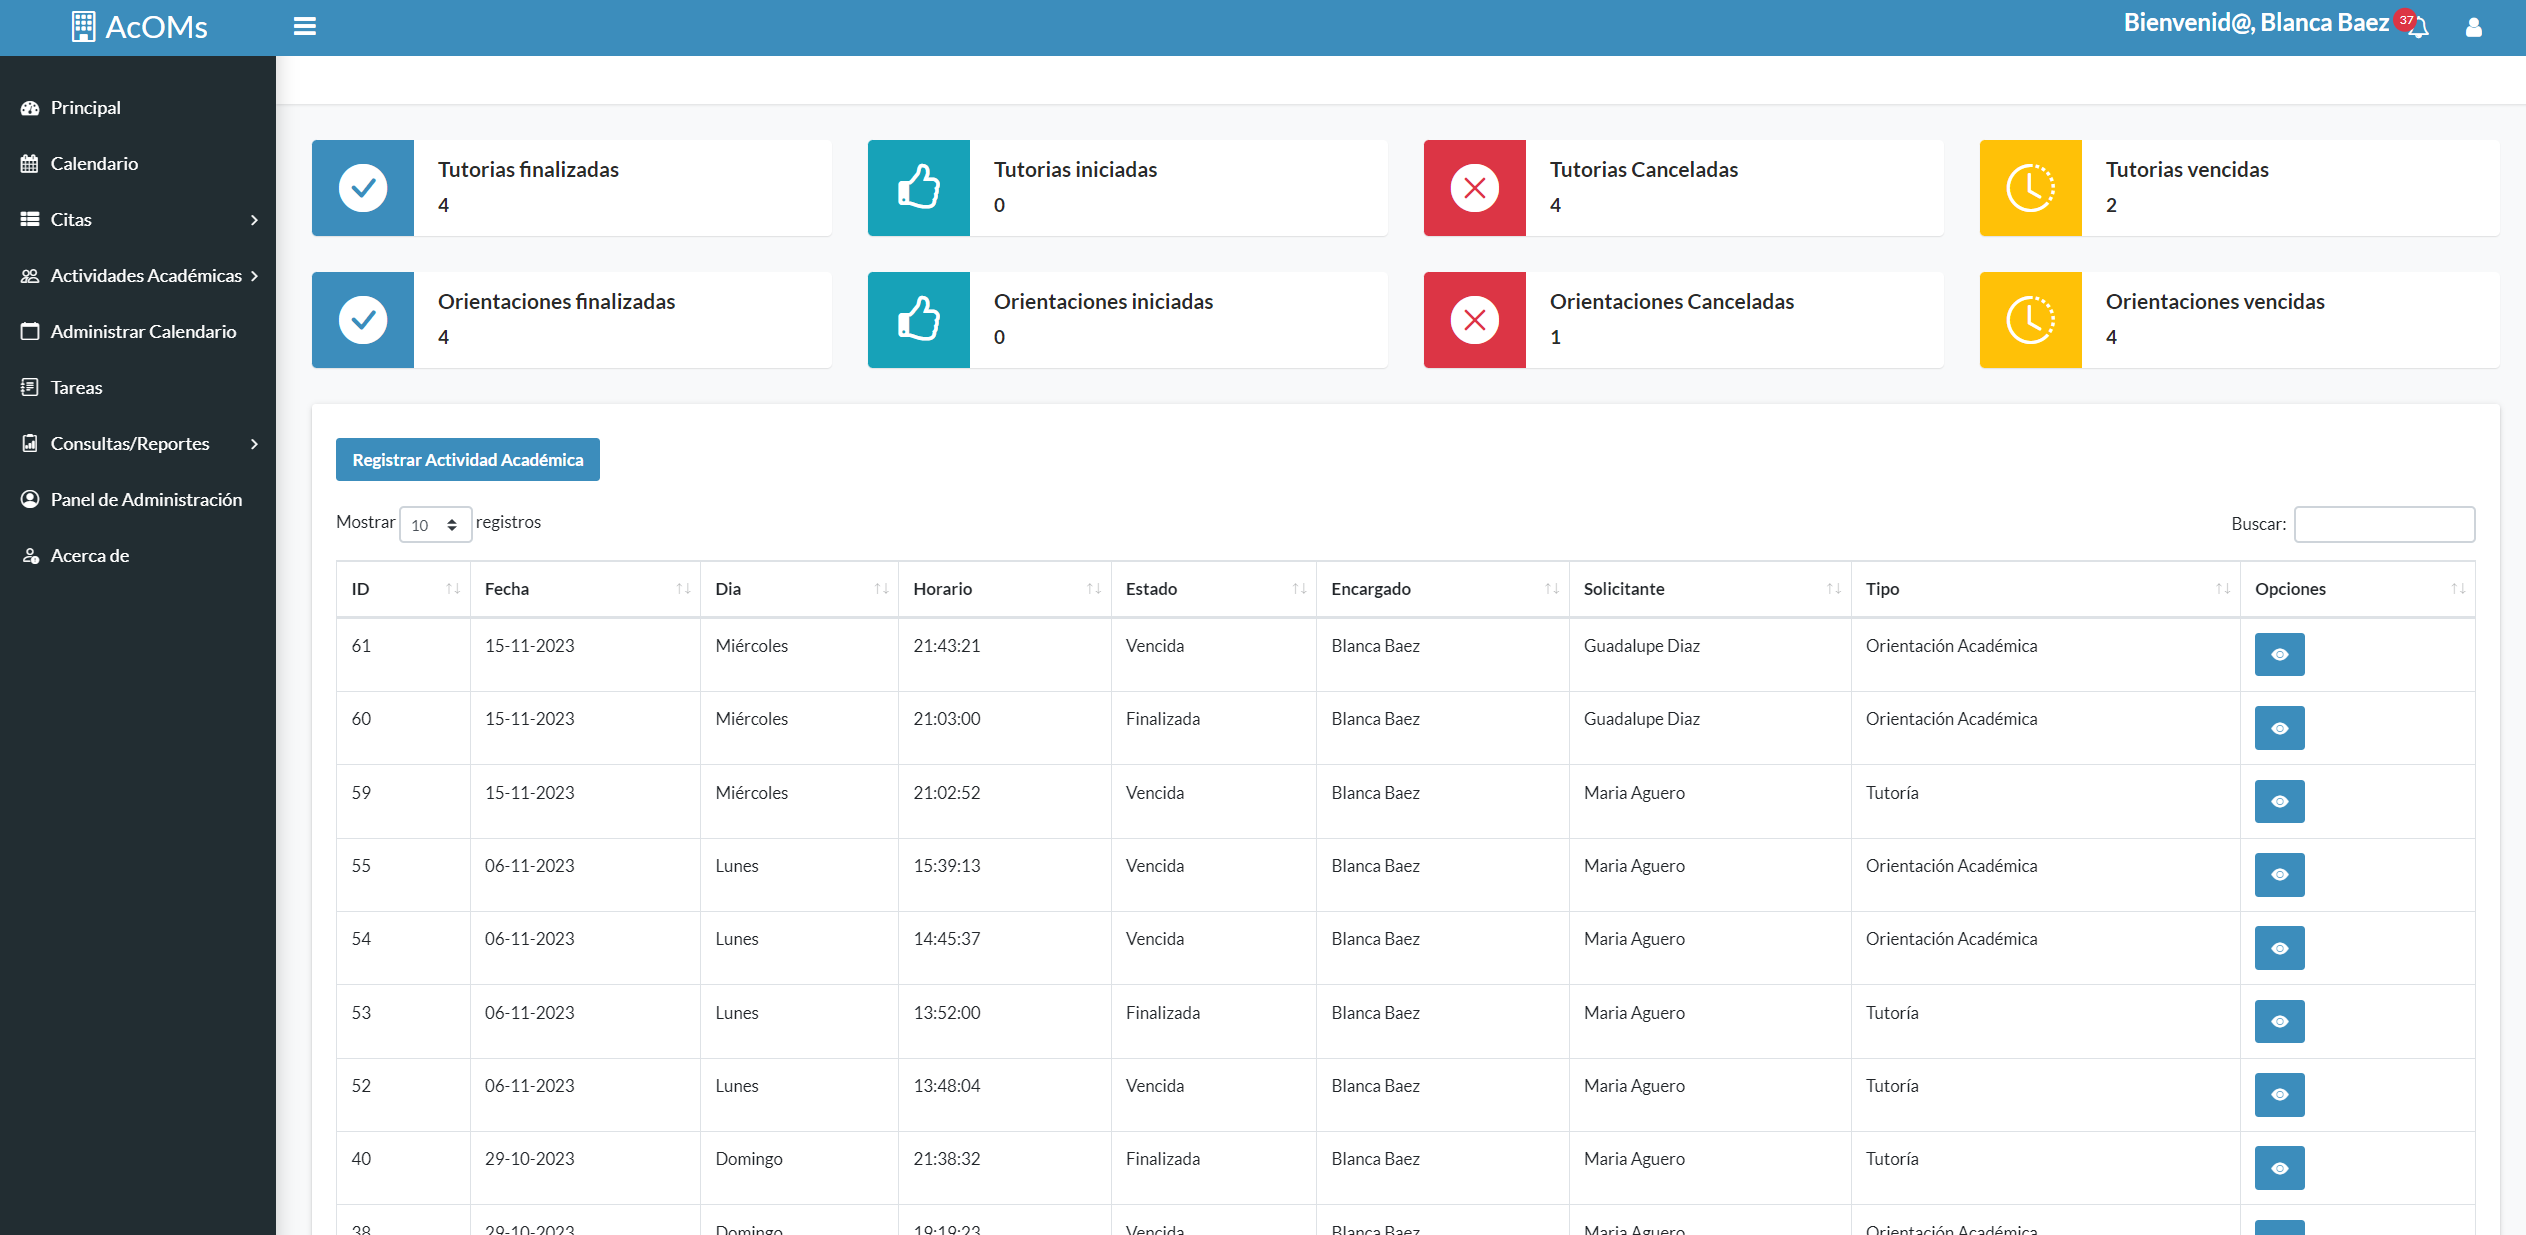 AcOMs
Bienvenid@, Blanca Baez 37
Principal
Calendario
Citas
Actividades Académicas
Administrar Calendario
Tareas
Consultas/Reportes
Panel de Administración
Acerca de
Tutorias finalizadas
4
Tutorias iniciadas
0
Tutorias Canceladas
4
Tutorias vencidas
2
Orientaciones finalizadas
4
Orientaciones iniciadas
0
Orientaciones Canceladas
1
Orientaciones vencidas
4
Registrar Actividad Académica
Mostrar 10 registros Buscar:
ID Fecha Dia Horario Estado Encargado Solicitante Tipo Opciones
61 15-11-2023 Miércoles 21:43:21 Vencida Blanca Baez Guadalupe Diaz Orientación Académica
60 15-11-2023 Miércoles 21:03:00 Finalizada Blanca Baez Guadalupe Diaz Orientación Académica
59 15-11-2023 Miércoles 21:02:52 Vencida Blanca Baez Maria Aguero Tutoría
55 06-11-2023 Lunes 15:39:13 Vencida Blanca Baez Maria Aguero Orientación Académica
54 06-11-2023 Lunes 14:45:37 Vencida Blanca Baez Maria Aguero Orientación Académica
53 06-11-2023 Lunes 13:52:00 Finalizada Blanca Baez Maria Aguero Tutoría
52 06-11-2023 Lunes 13:48:04 Vencida Blanca Baez Maria Aguero Tutoría
40 29-10-2023 Domingo 21:38:32 Finalizada Blanca Baez Maria Aguero Tutoría
38 29-10-2023 Domingo 19:19:23 Vencida Blanca Baez Maria Aguero Orientación Académica